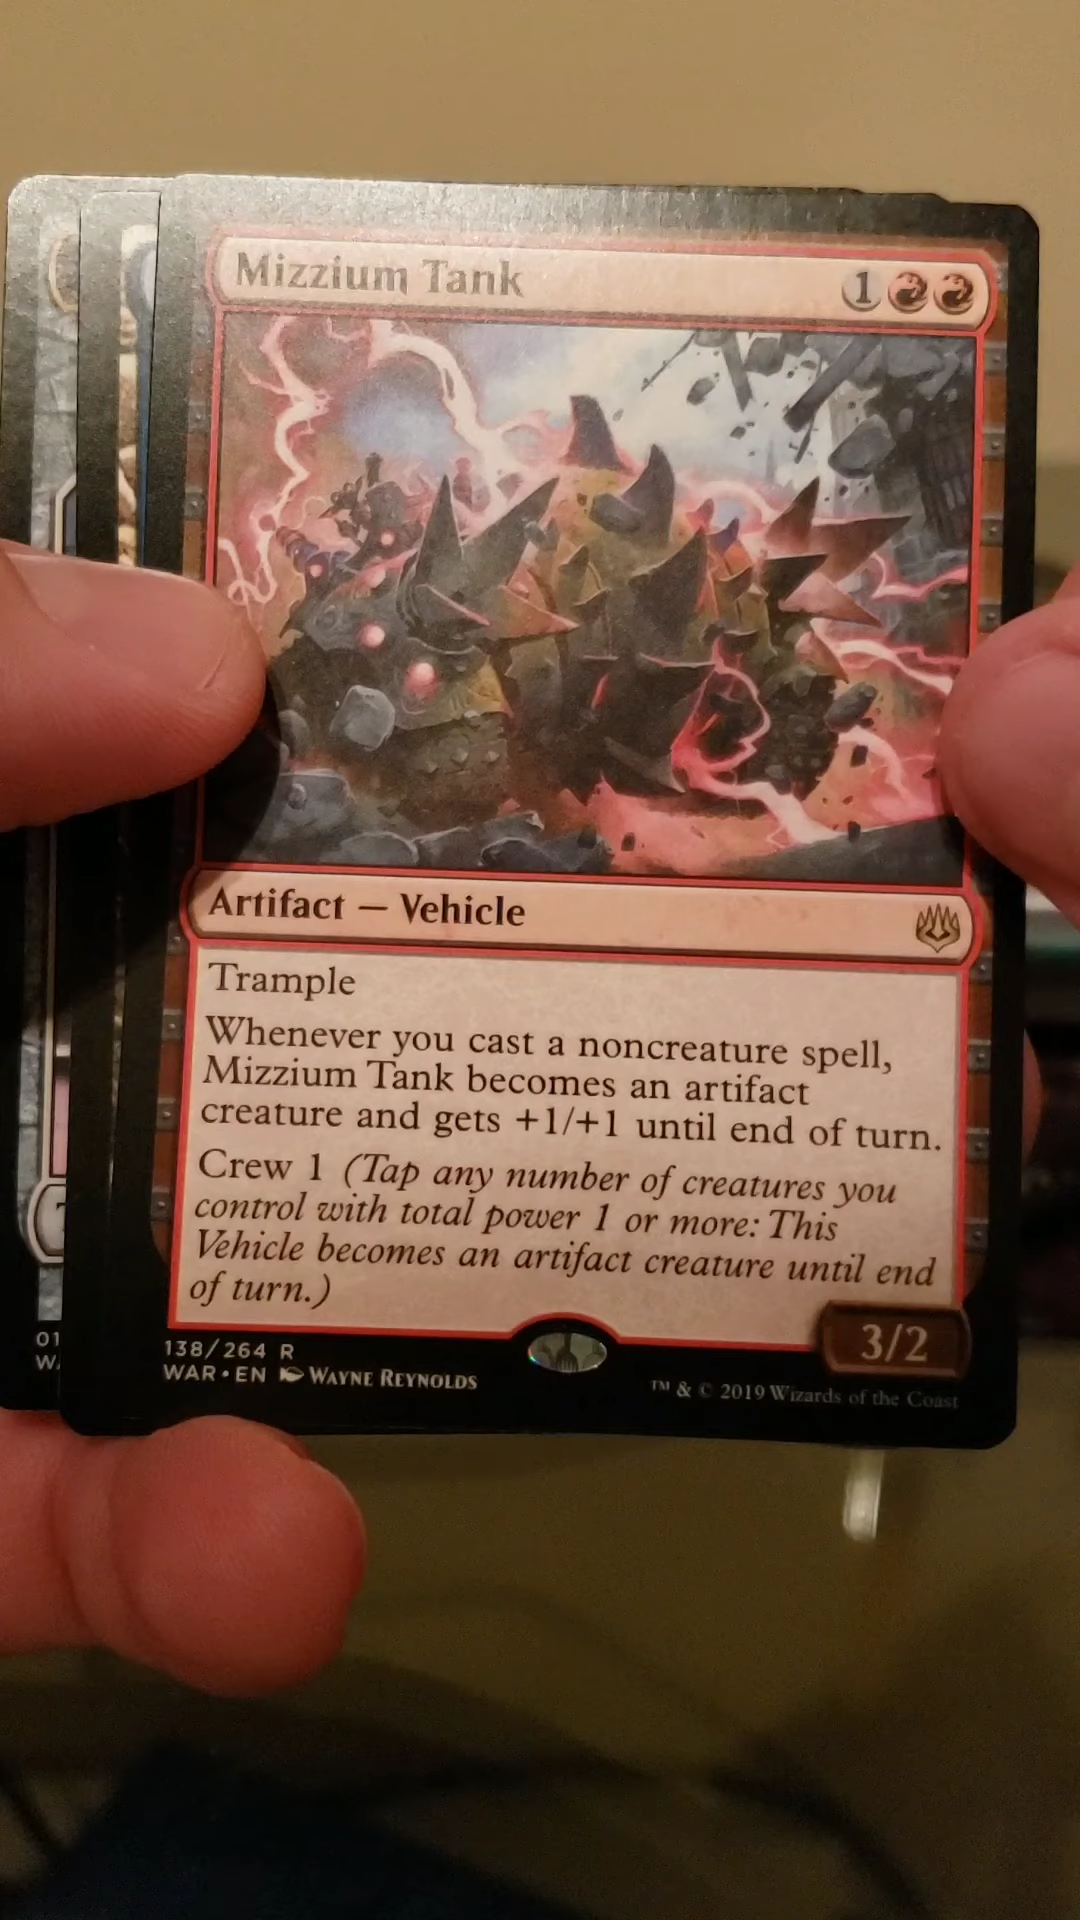 Mizzium Tank 1
Artifact — Vehicle
Trample
Whenever you cast a noncreature spell,
Mizzium Tank becomes an artifact
creature and gets +1/+1 until end of turn.
Crew 1 (Tap any number of creatures you
control with total power 1 or more: This
Vehicle becomes an artifact creature until end
of turn.)
3/2
138/264 R
WAR • EN WAYNE REYNOLDS
™ & © 2019 Wizards of the Coast
01
W